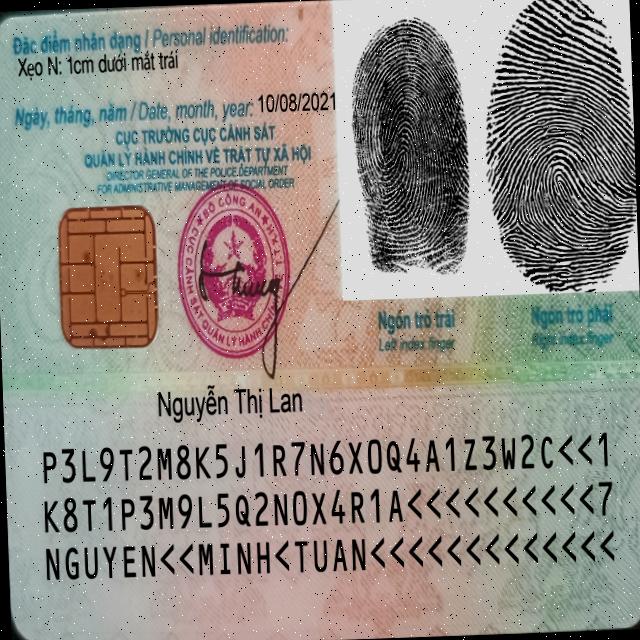 Đặc điểm nhân dạng / Personal identification:
Xẹo N: 1cm dưới mắt trái
Ngày, tháng, năm / Date, month, year: 10/08/2021
CỤC TRƯỞNG CỤC CẢNH SÁT
QUẢN LÝ HÀNH CHÍNH VỀ TRẬT TỰ XÃ HỘI
DIRECTOR GENERAL OF THE POLICE DEPARTMENT
FOR ADMINISTRATIVE MANAGEMENT OF SOCIAL ORDER
BỘ CÔNG AN
CỤC CẢNH SÁT QUẢN LÝ HÀNH CHÍNH
Ngón trỏ trái
Left index finger
Ngón trỏ phải
Right index finger
Nguyễn Thị Lan
P3L9T2M8K5J1R7N6X0Q4A1Z3W2C<<1
K8T1P3M9L5Q2N0X4R1A<<<<<<<<<<7
NGUYEN<<MINH<TUAN<<<<<<<<<<<<<